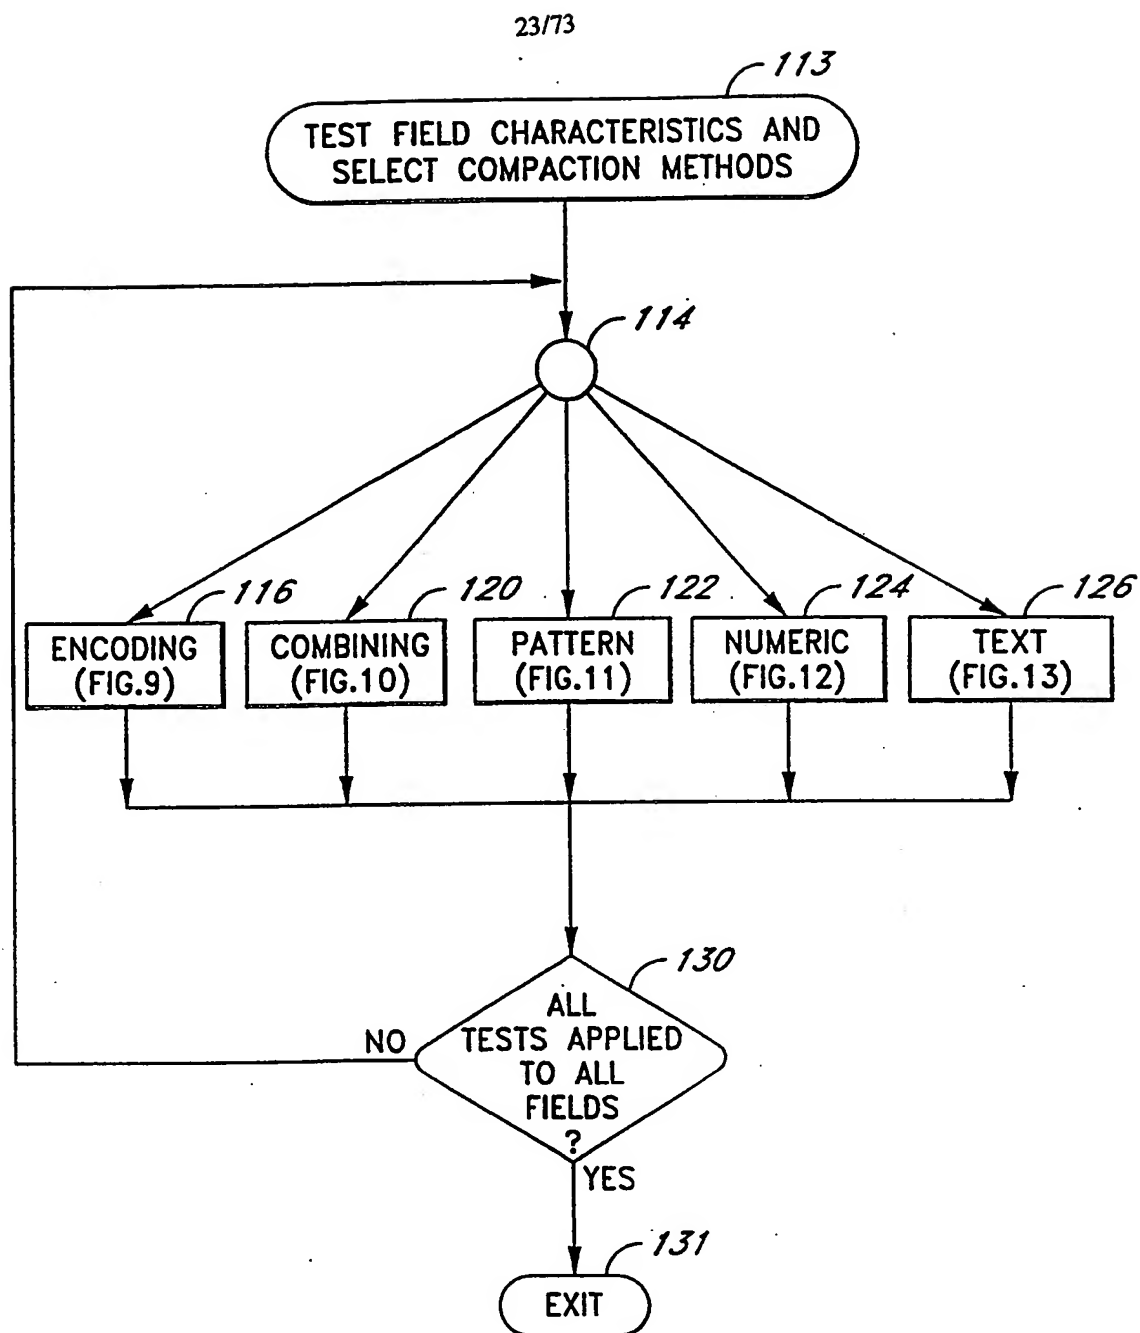 23/73
113
TEST FIELD CHARACTERISTICS AND
SELECT COMPACTION METHODS
114
116
120
122
124
126
ENCODING
(FIG.9)
COMBINING
(FIG.10)
PATTERN
(FIG.11)
NUMERIC
(FIG.12)
TEXT
(FIG.13)
130
ALL
TESTS APPLIED
TO ALL
FIELDS
?
NO
YES
131
EXIT